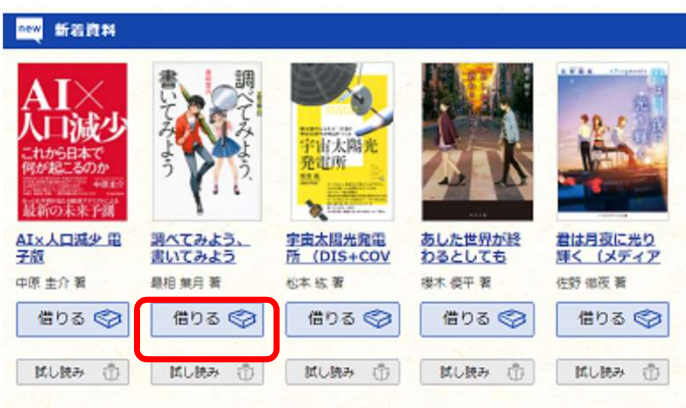 new 新着資料
AI×
人口減少
これから日本で
何が起こるのか
中原圭介
最新の未来予測
調べてみよう、
書いてみよう
宇宙太陽光
発電所
AI×人口減少 電
子版
中原 圭介 著
借りる
試し読み
調べてみよう、
書いてみよう
最相 葉月 著
借りる
試し読み
宇宙太陽光発電
所 (DIS+COV
松本 紘 著
借りる
試し読み
あした世界が終
わるとしても
櫻木 優平 著
借りる
試し読み
君は月夜に光り
輝く (メディア
佐野 徹夜 著
借りる
試し読み